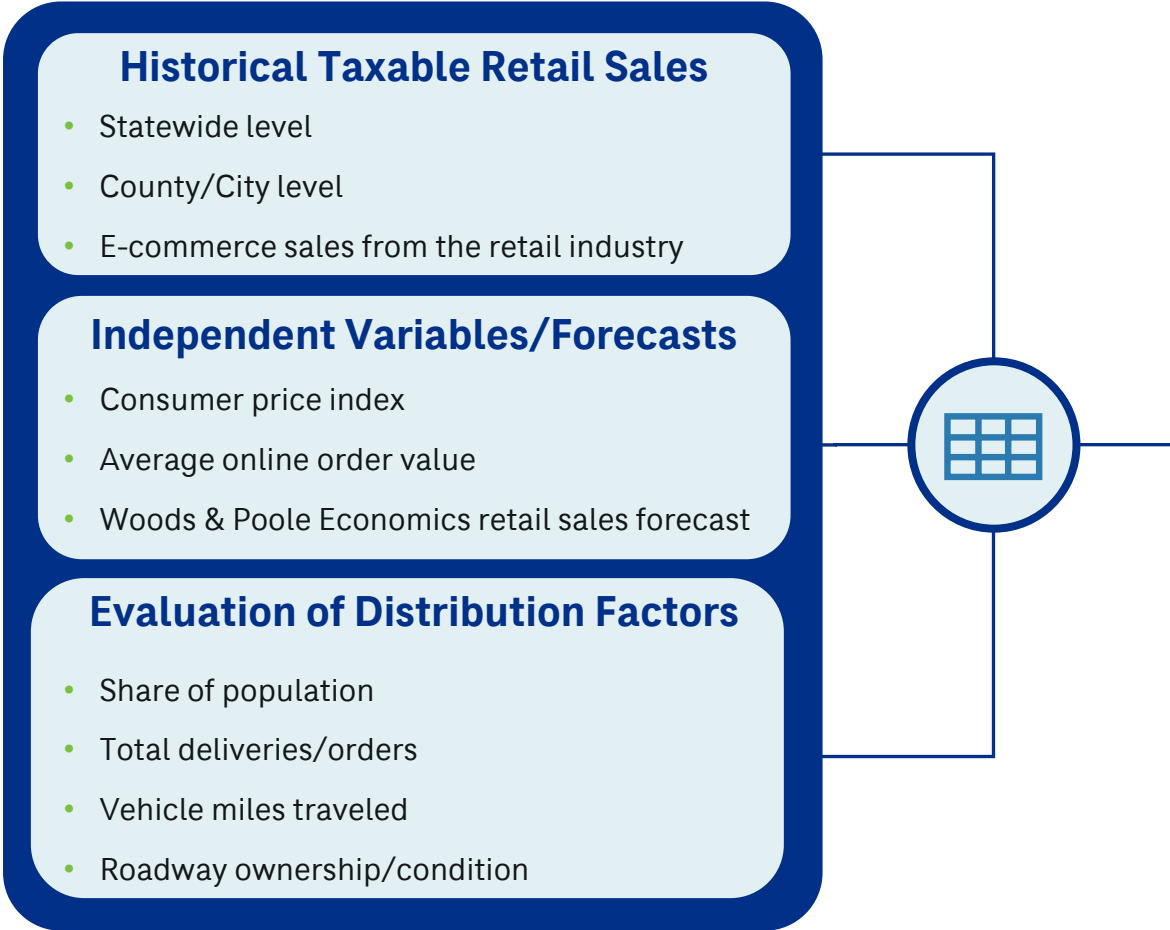 Historical Taxable Retail Sales
• Statewide level
• County/City level
• E-commerce sales from the retail industry
Independent Variables/Forecasts
• Consumer price index
• Average online order value
• Woods & Poole Economics retail sales forecast
Evaluation of Distribution Factors
• Share of population
• Total deliveries/orders
• Vehicle miles traveled
• Roadway ownership/condition